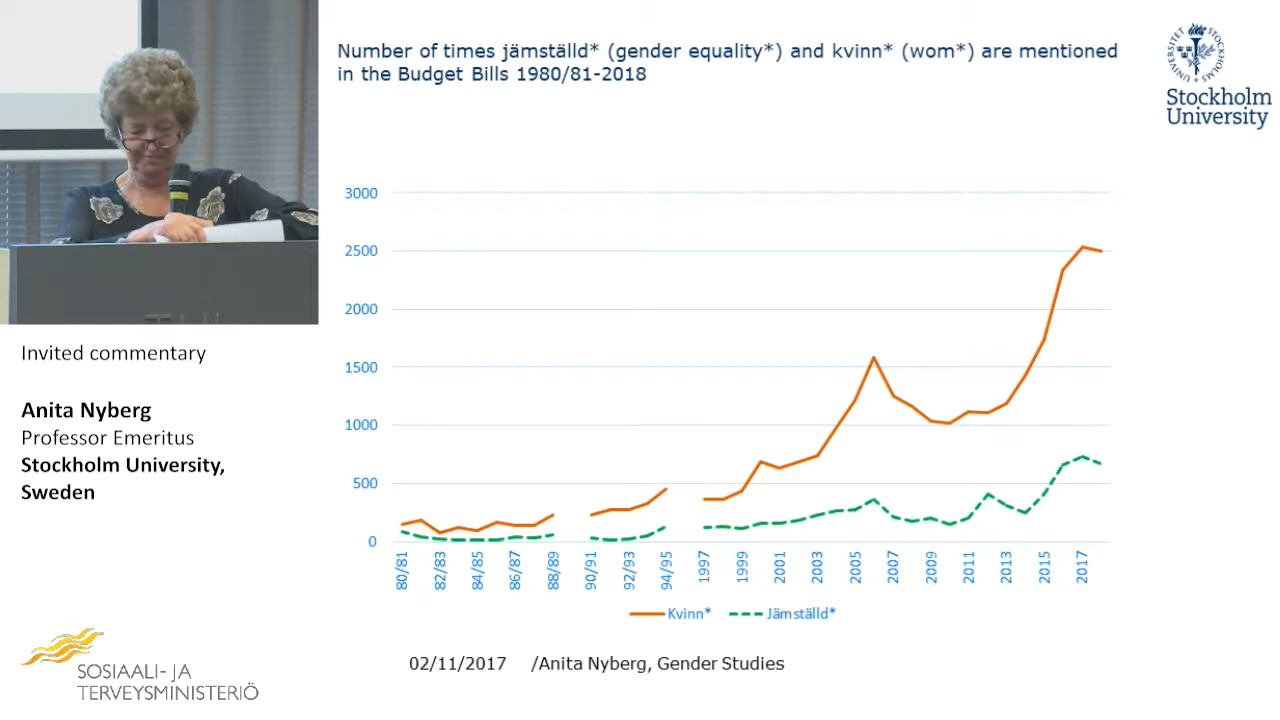 Number of times jämställd* (gender equality*) and kvinn* (wom*) are mentioned
in the Budget Bills 1980/81-2018
Stockholm
University
Invited commentary
Anita Nyberg
Professor Emeritus
Stockholm University,
Sweden
SOSIAALI- JA
TERVEYSMINISTERIÖ
3000
2500
2000
1500
1000
500
0
80/81
82/83
84/85
86/87
88/89
90/91
92/93
94/95
1997
1999
2001
2003
2005
2007
2009
2011
2013
2015
2017
Kvinn*
Jämställd*
02/11/2017 /Anita Nyberg, Gender Studies